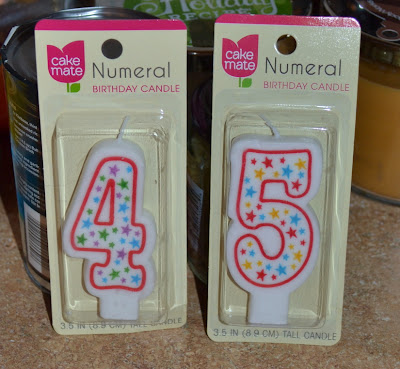 Holiday
cake
mate
Numeral
BIRTHDAY CANDLE
4
3.5 IN (8.9 CM) TALL CANDLE
cake
mate
Numeral
BIRTHDAY CANDLE
5
3.5 IN (8.9 CM) TALL CANDLE